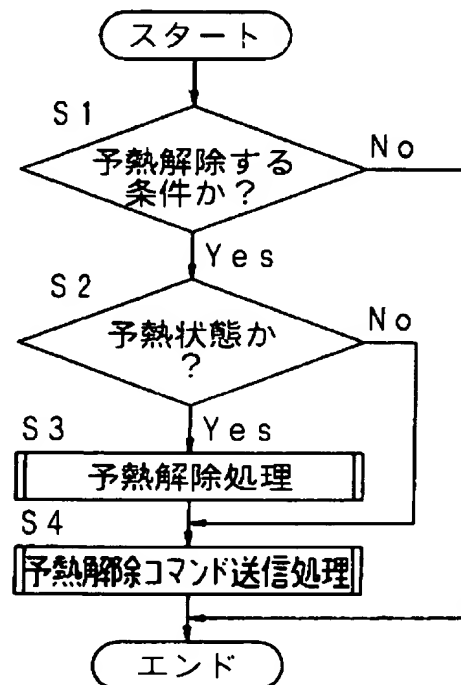 スタート
S1
予熱解除する
条件か？
No
Yes
S2
予熱状態か
？
No
Yes
S3
予熱解除処理
S4
予熱解除コマンド送信処理
エンド